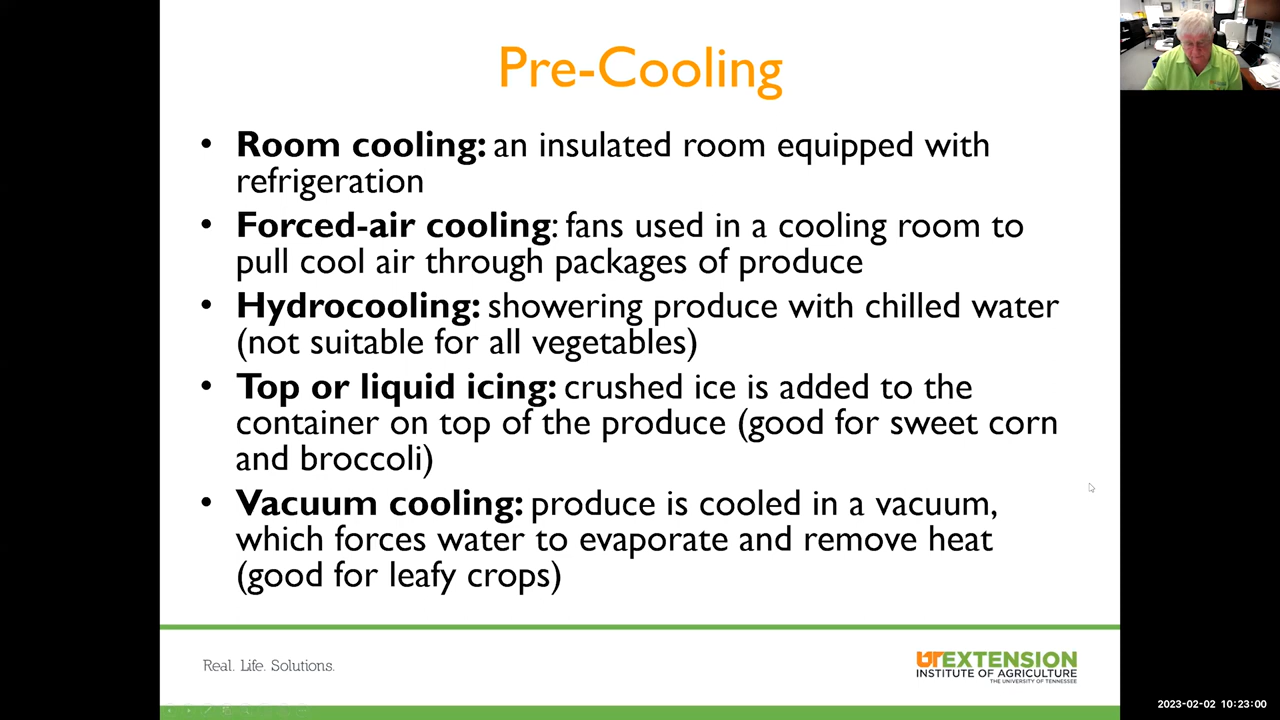 Pre-Cooling
• Room cooling: an insulated room equipped with
refrigeration
• Forced-air cooling: fans used in a cooling room to
pull cool air through packages of produce
• Hydrocooling: showering produce with chilled water
(not suitable for all vegetables)
• Top or liquid icing: crushed ice is added to the
container on top of the produce (good for sweet corn
and broccoli)
• Vacuum cooling: produce is cooled in a vacuum,
which forces water to evaporate and remove heat
(good for leafy crops)
Real. Life. Solutions.
UT EXTENSION
INSTITUTE OF AGRICULTURE
THE UNIVERSITY OF TENNESSEE
2023-02-02 10:23:00